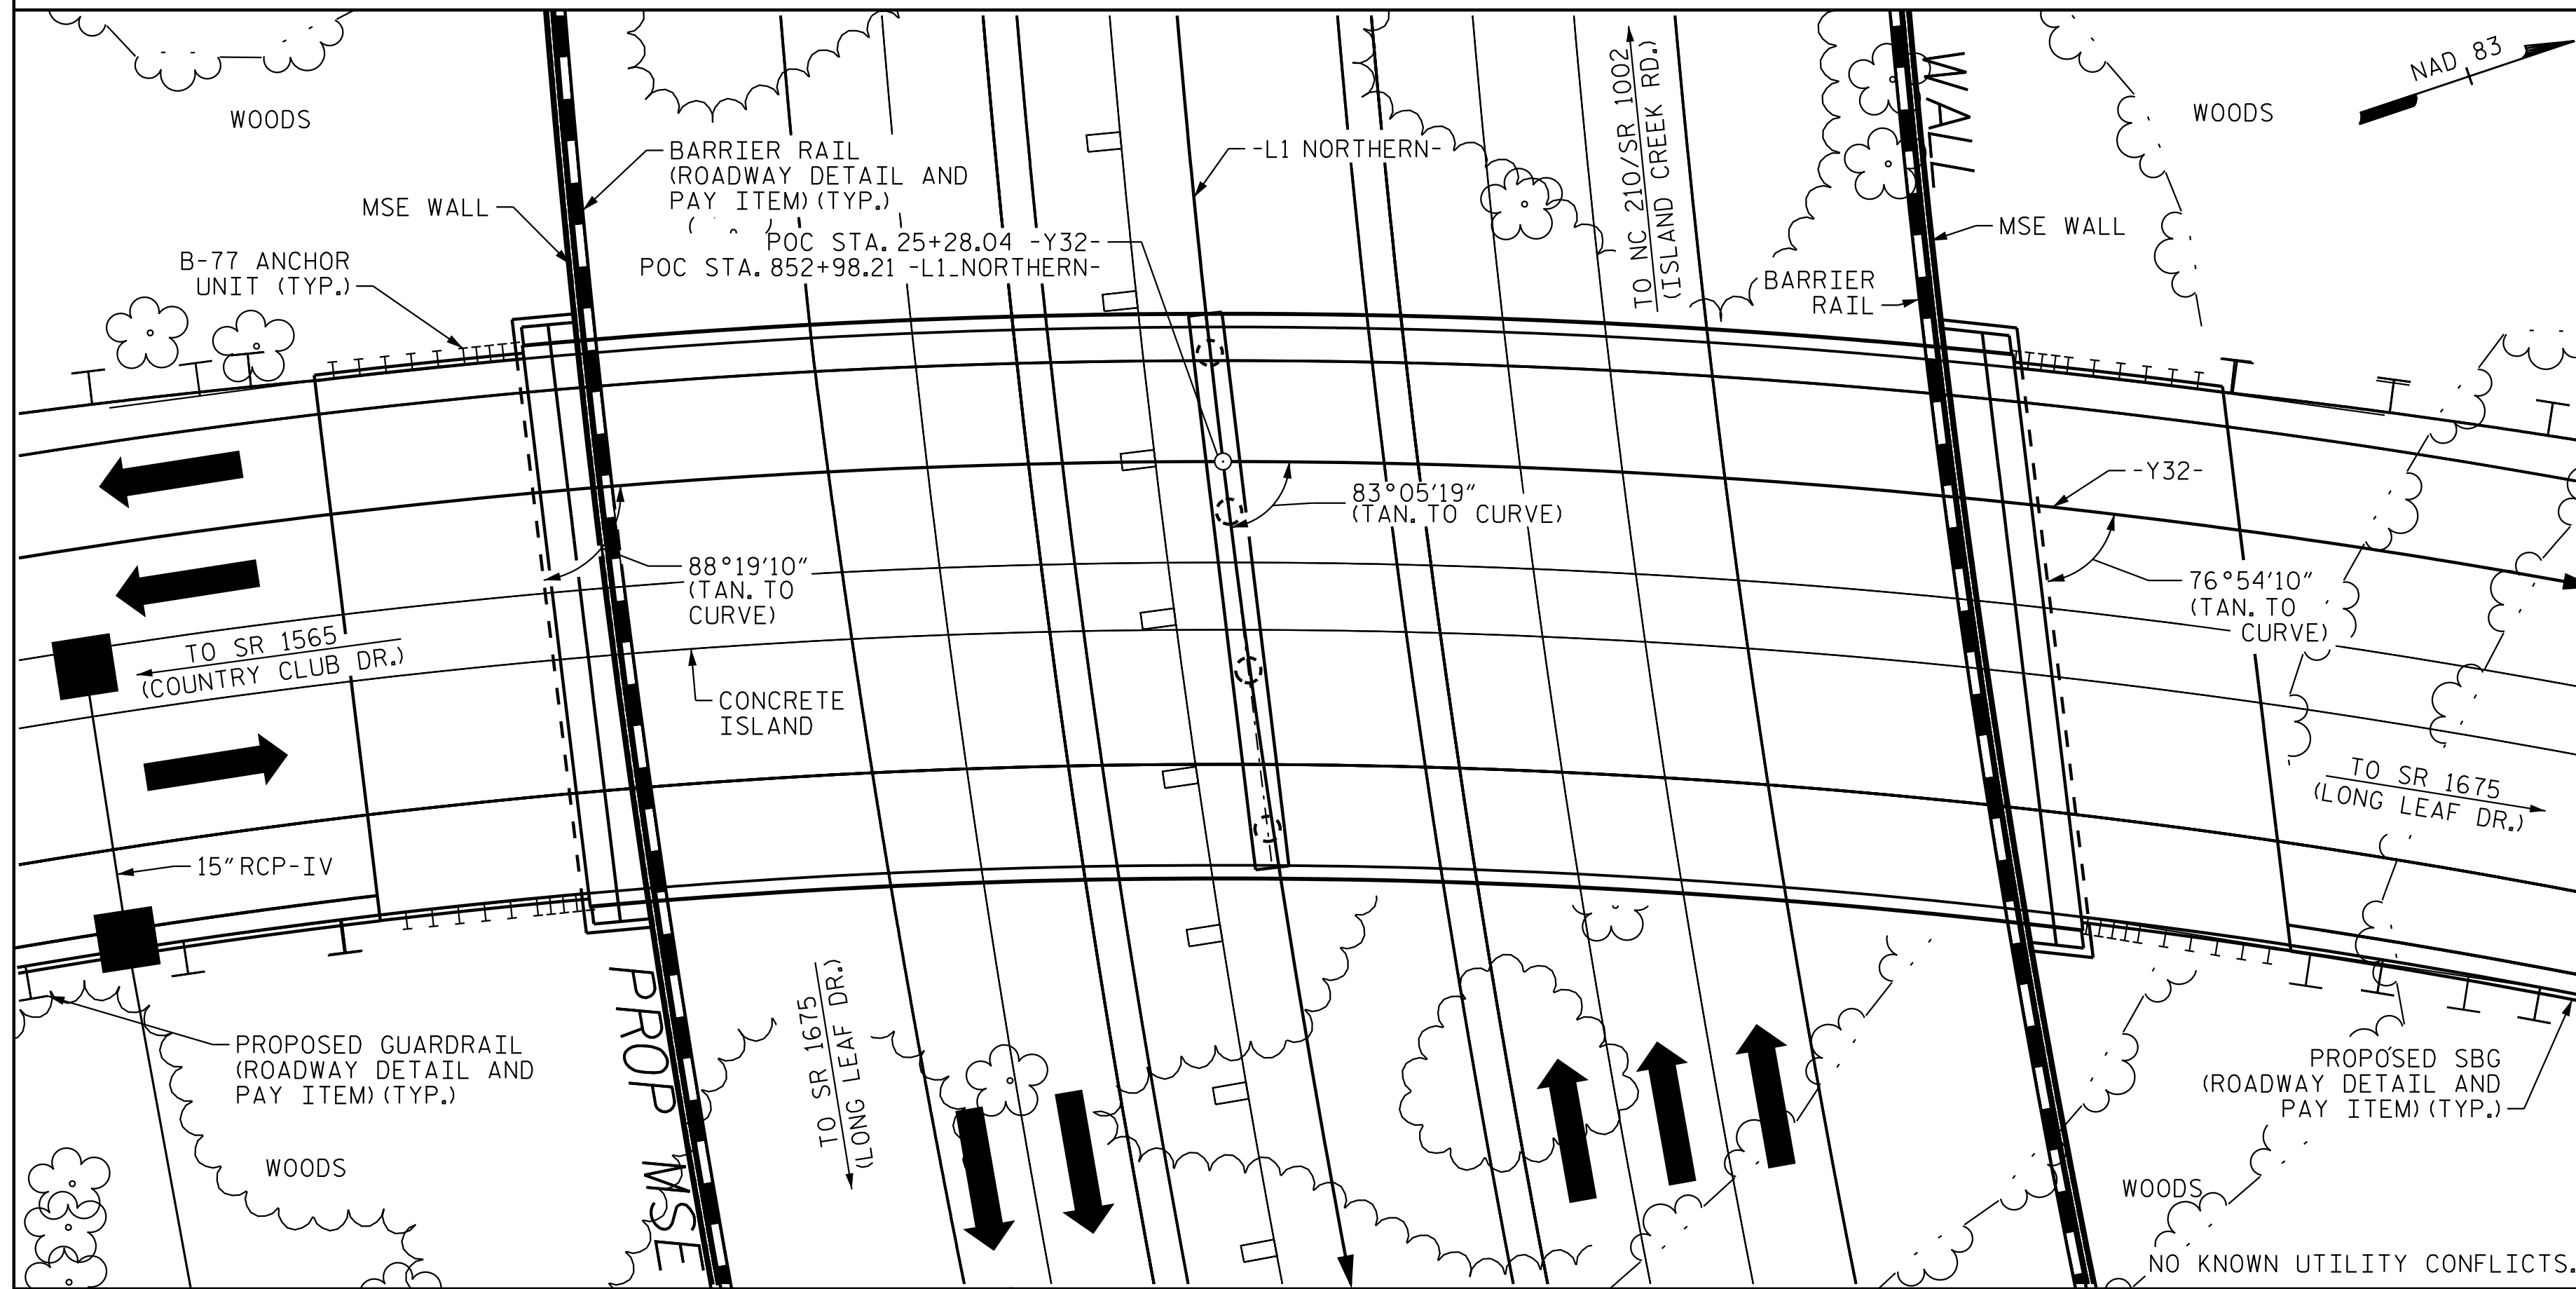 NAD 83
WOODS
WOODS
WALL
BARRIER RAIL
(ROADWAY DETAIL AND
PAY ITEM)(TYP.)
-L1 NORTHERN-
TO NC 210/SR 1002
(ISLAND CREEK RD.)
MSE WALL
MSE WALL
POC STA. 25+28.04 -Y32-
POC STA. 852+98.21 -L1 NORTHERN-
B-77 ANCHOR
UNIT (TYP.)
BARRIER
RAIL
-Y32-
83°05'19"
(TAN. TO CURVE)
88°19'10"
(TAN. TO
CURVE)
76°54'10"
(TAN. TO
CURVE)
TO SR 1565
(COUNTRY CLUB DR.)
CONCRETE
ISLAND
TO SR 1675
(LONG LEAF DR.)
15" RCP-IV
TO SR 1675
(LONG LEAF DR.)
PROP MSE
PROPOSED GUARDRAIL
(ROADWAY DETAIL AND
PAY ITEM)(TYP.)
PROPOSED SBG
(ROADWAY DETAIL AND
PAY ITEM)(TYP.)
WOODS
WOODS
NO KNOWN UTILITY CONFLICTS.